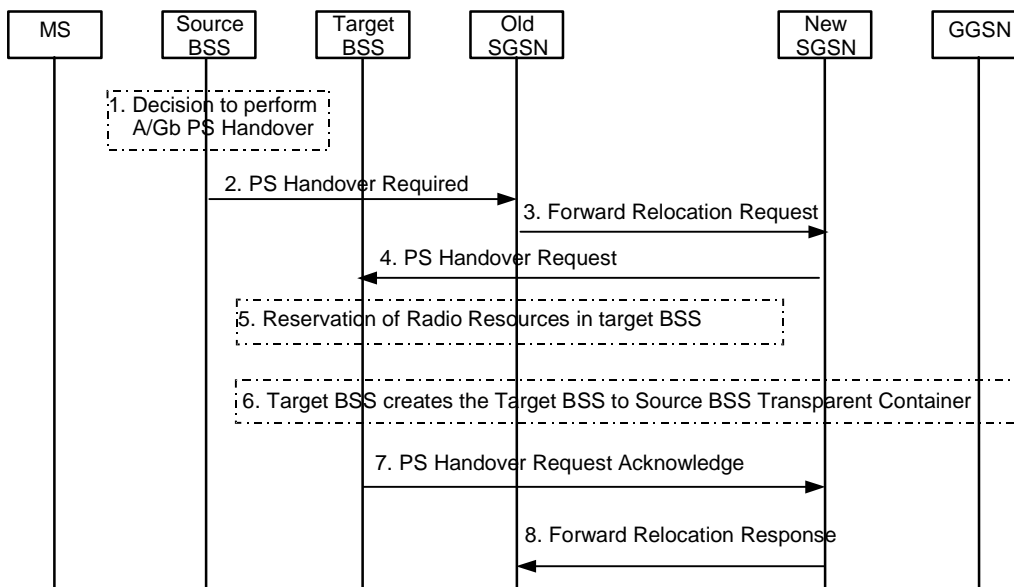 MS
Source
BSS
Target
BSS
Old
SGSN
New
SGSN
GGSN
1. Decision to perform
A/Gb PS Handover
2. PS Handover Required
3. Forward Relocation Request
4. PS Handover Request
5. Reservation of Radio Resources in target BSS
6. Target BSS creates the Target BSS to Source BSS Transparent Container
7. PS Handover Request Acknowledge
8. Forward Relocation Response